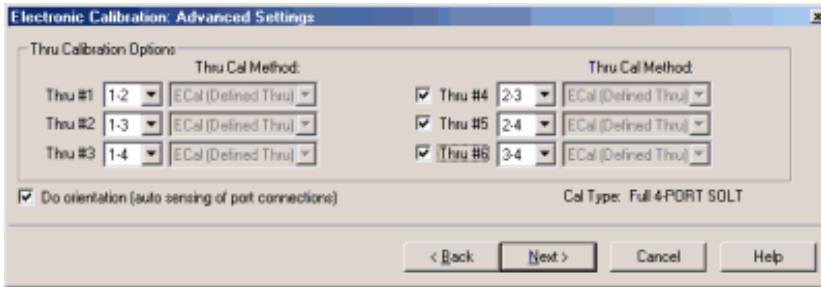 Electronic Calibration: Advanced Settings
Thru Calibration Options
Thru Cal Method:
Thru Cal Method:
Thru #1 1-2 ECal (Defined Thru)
Thru #4 2-3 ECal (Defined Thru)
Thru #2 1-3 ECal (Defined Thru)
Thru #5 2-4 ECal (Defined Thru)
Thru #3 1-4 ECal (Defined Thru)
Thru #6 3-4 ECal (Defined Thru)
Do orientation (auto sensing of port connections)
Cal Type: Full 4-PORT SOLT
< Back
Next >
Cancel
Help